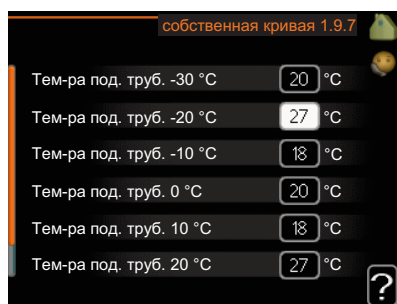 собственная кривая 1.9.7
Тем-ра под. труб. -30 °C 20 °C
Тем-ра под. труб. -20 °C 27 °C
Тем-ра под. труб. -10 °C 18 °C
Тем-ра под. труб. 0 °C 20 °C
Тем-ра под. труб. 10 °C 18 °C
Тем-ра под. труб. 20 °C 27 °C
?